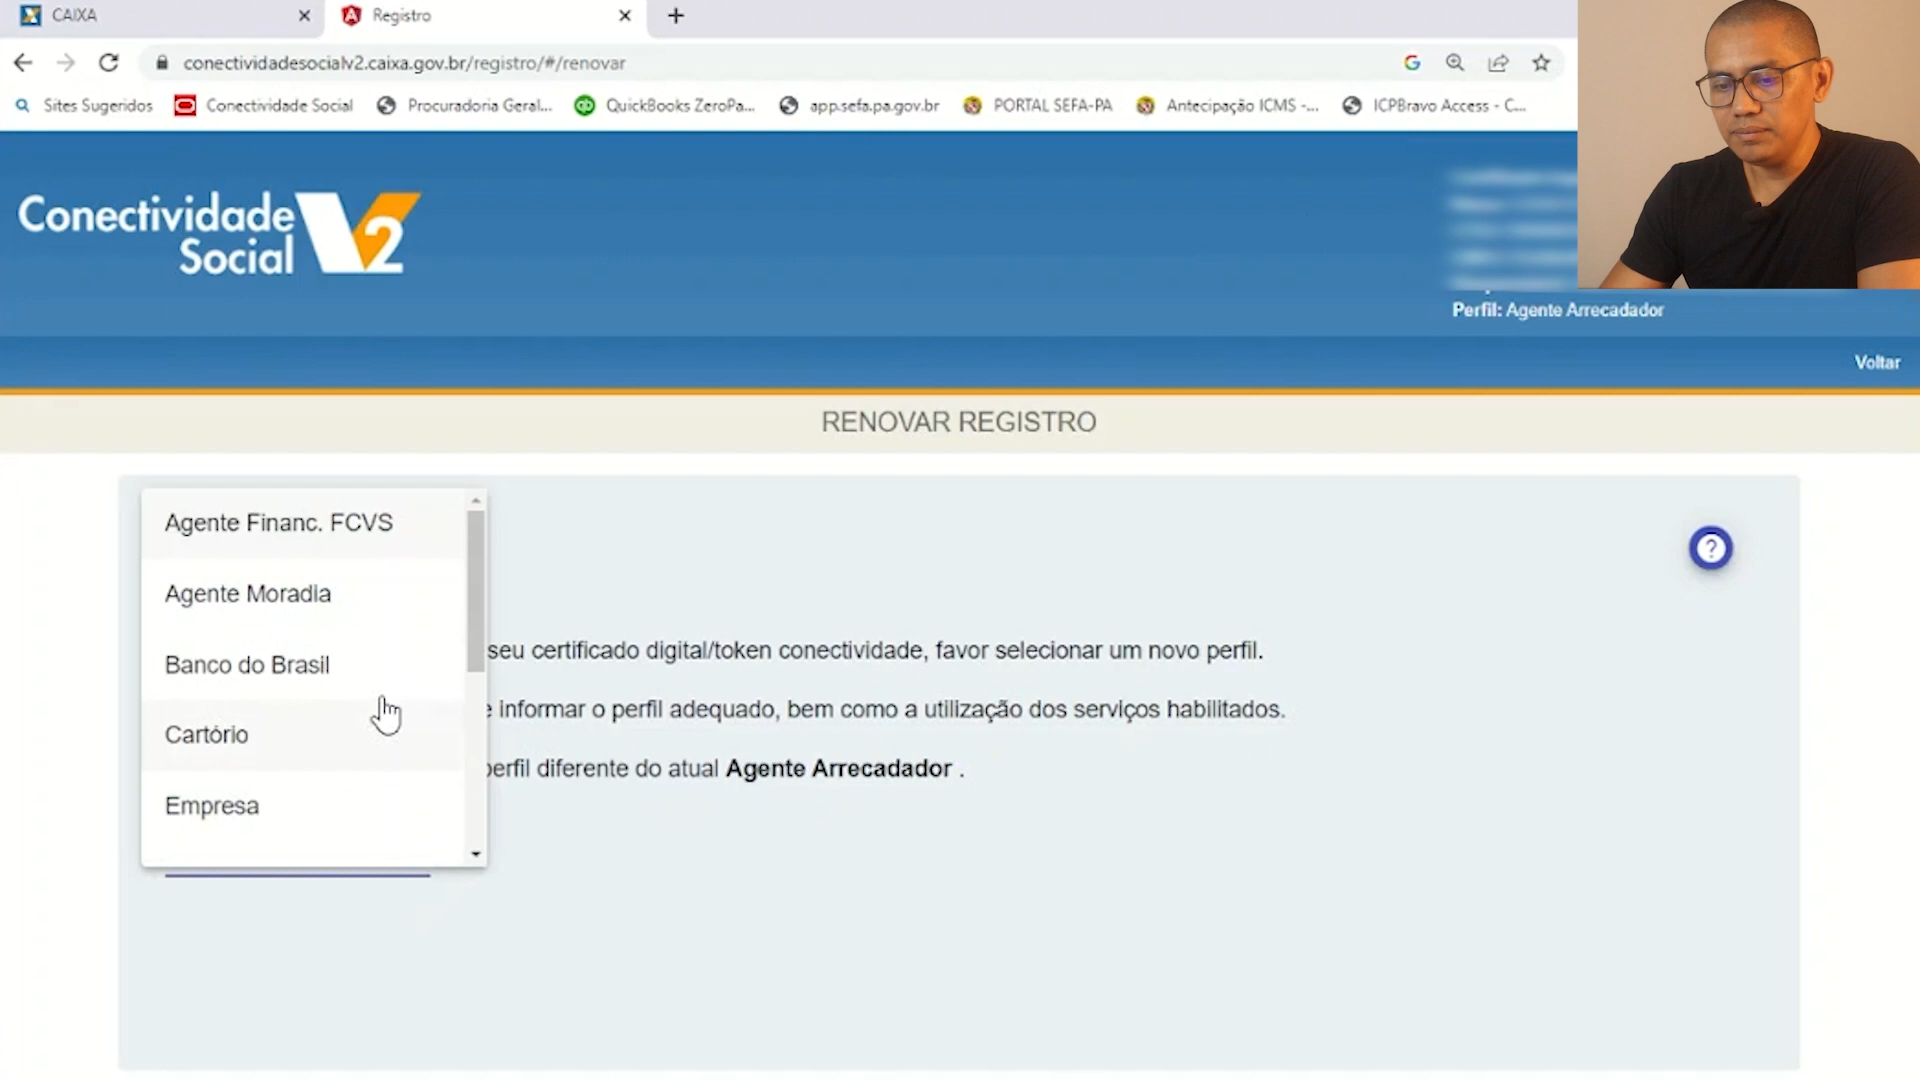 CAIXA
Registro
conectividadesocialv2.caixa.gov.br/registro/#/renovar
Sites Sugeridos
Conectividade Social
Procuradoria Geral...
QuickBooks ZeroPa...
app.sefa.pa.gov.br
PORTAL SEFA-PA
Antecipação ICMS -...
ICPBravo Access - C...
Conectividade
Social
V2
Perfil: Agente Arrecadador
Voltar
RENOVAR REGISTRO
Agente Financ. FCVS
Agente Moradia
seu certificado digital/token conectividade, favor selecionar um novo perfil.
Banco do Brasil
informar o perfil adequado, bem como a utilização dos serviços habilitados.
Cartório
perfil diferente do atual Agente Arrecadador .
Empresa